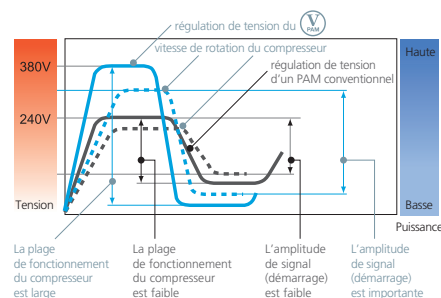 régulation de tension du V PAM
vitesse de rotation du compresseur
régulation de tension
d'un PAM conventionnel
380V
240V
Tension
Haute
Basse
Puissance
La plage
de fonctionnement
du compresseur
est large
La plage
de fonctionnement
du compresseur
est faible
L'amplitude
de signal
(démarrage)
est faible
L'amplitude
de signal
(démarrage)
est importante